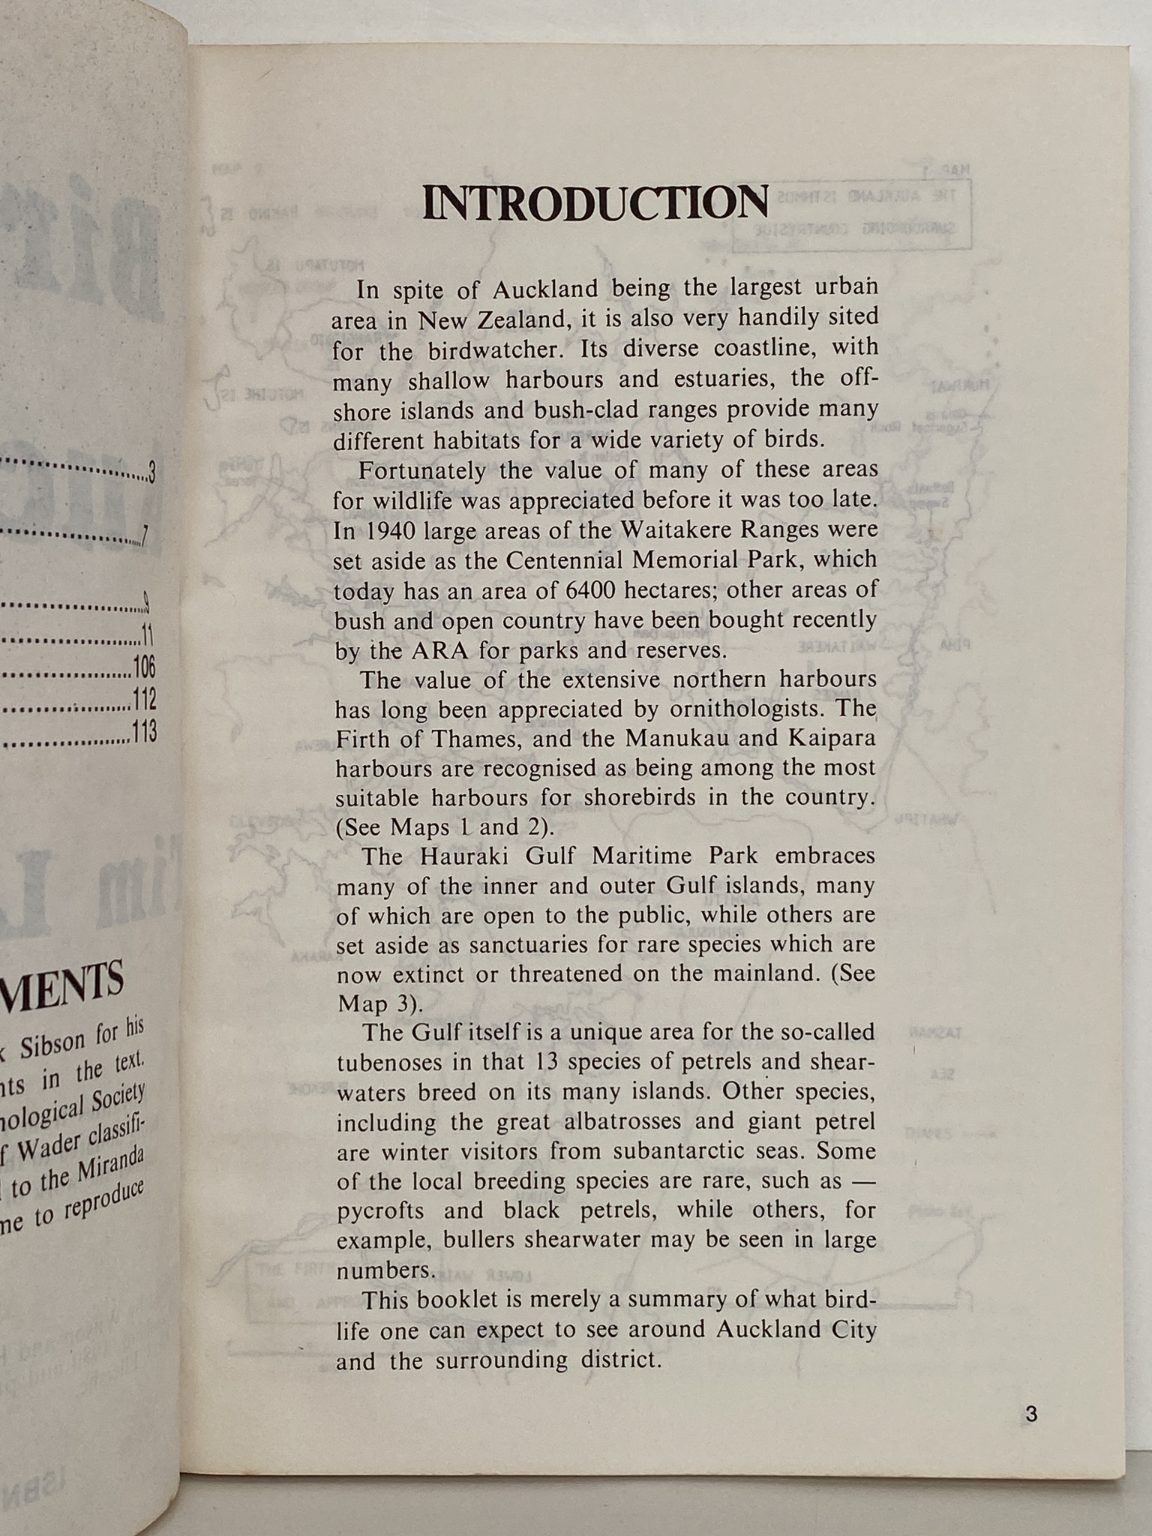 ..........3
..........7
..........9
..........11
..........106
..........112
..........113
MENTS
Sibson for his
in the text.
Society
Wader classifi-
to the Miranda
me to reproduce
INTRODUCTION
In spite of Auckland being the largest urban
area in New Zealand, it is also very handily sited
for the birdwatcher. Its diverse coastline, with
many shallow harbours and estuaries, the off-
shore islands and bush-clad ranges provide many
different habitats for a wide variety of birds.
Fortunately the value of many of these areas
for wildlife was appreciated before it was too late.
In 1940 large areas of the Waitakere Ranges were
set aside as the Centennial Memorial Park, which
today has an area of 6400 hectares; other areas of
bush and open country have been bought recently
by the ARA for parks and reserves.
The value of the extensive northern harbours
has long been appreciated by ornithologists. The
Firth of Thames, and the Manukau and Kaipara
harbours are recognised as being among the most
suitable harbours for shorebirds in the country.
(See Maps 1 and 2).
The Hauraki Gulf Maritime Park embraces
many of the inner and outer Gulf islands, many
of which are open to the public, while others are
set aside as sanctuaries for rare species which are
now extinct or threatened on the mainland. (See
Map 3).
The Gulf itself is a unique area for the so-called
tubenoses in that 13 species of petrels and shear-
waters breed on its many islands. Other species,
including the great albatrosses and giant petrel
are winter visitors from subantarctic seas. Some
of the local breeding species are rare, such as —
pycrofts and black petrels, while others, for
example, bullers shearwater may be seen in large
numbers.
This booklet is merely a summary of what bird-
life one can expect to see around Auckland City
and the surrounding district.
3